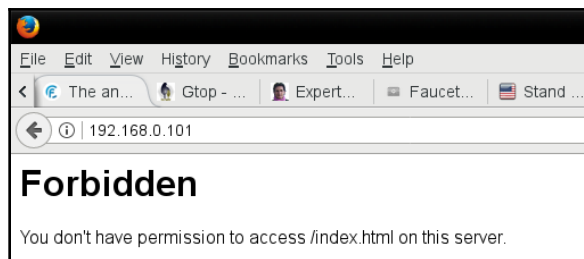 File Edit View History Bookmarks Tools Help
The an... Gtop - ... Expert... Faucet... Stand ...
192.168.0.101
Forbidden
You don't have permission to access /index.html on this server.